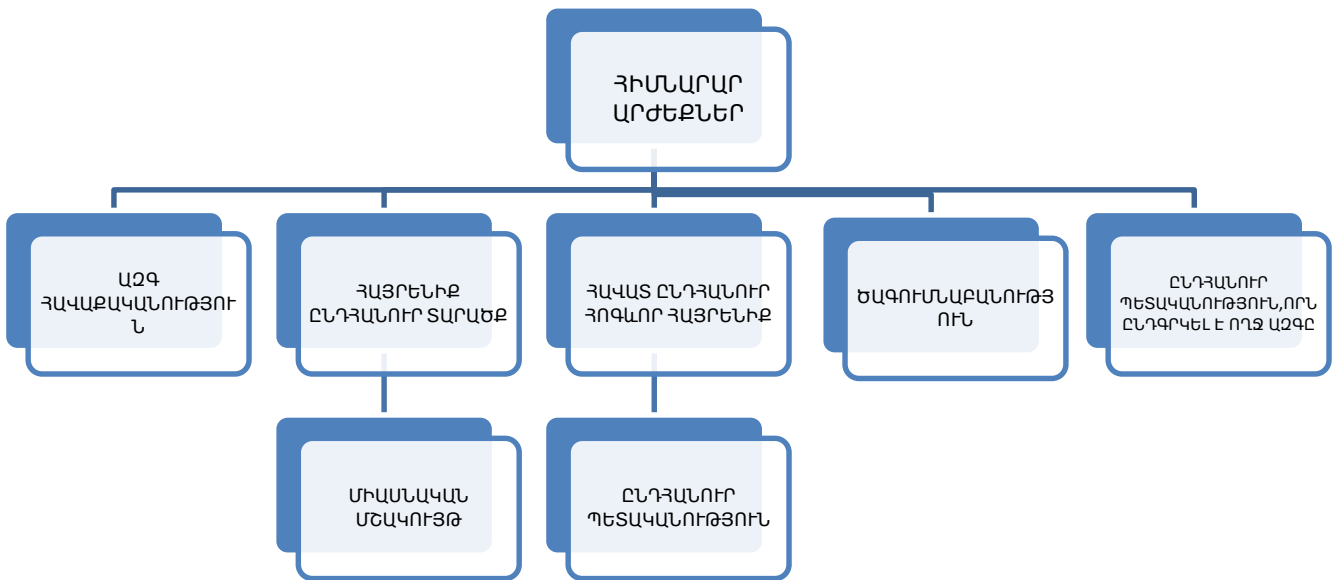 ՀԻՄՆԱՐԱՐ
ԱՐԺԵՔՆԵՐ
ԱԶԳ
ՀԱՎԱՔԱԿԱՆՈՒԹՅՈՒ
Ն
ՀԱՅՐԵՆԻՔ
ԸՆԴՀԱՆՈՒՐ ՏԱՐԱԾՔ
ՀԱՎԱՏ ԸՆԴՀԱՆՈՒՐ
ՀՈԳևՈՐ ՀԱՅՐԵՆԻՔ
ԾԱԳՈՒՄՆԱԲԱՆՈՒԹՅ
ՈՒՆ
ԸՆԴՀԱՆՈՒՐ
ՊԵՏԱԿԱՆՈՒԹՅՈՒՆ,ՈՐՆ
ԸՆԴԳՐԿԵԼ Է ՈՂՋ ԱԶԳԸ
ՄԻԱՍՆԱԿԱՆ
ՄՇԱԿՈՒՅԹ
ԸՆԴՀԱՆՈՒՐ
ՊԵՏԱԿԱՆՈՒԹՅՈՒՆ